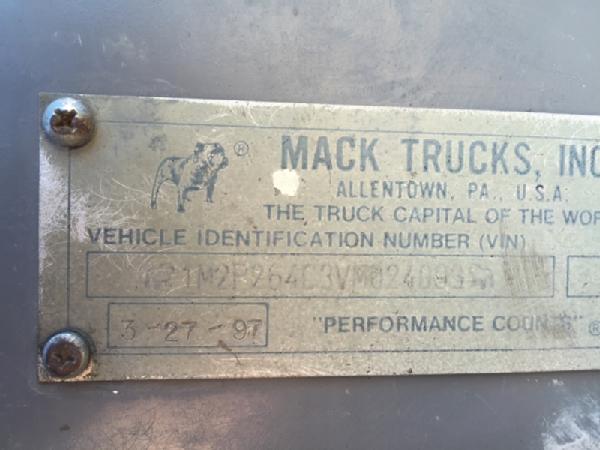 ®
MACK TRUCKS, INC
ALLENTOWN, PA., U.S.A.
THE TRUCK CAPITAL OF THE WOR
VEHICLE IDENTIFICATION NUMBER (VIN)
1M2P264C3VM024093
3-27-97 "PERFORMANCE COUNTS" ®